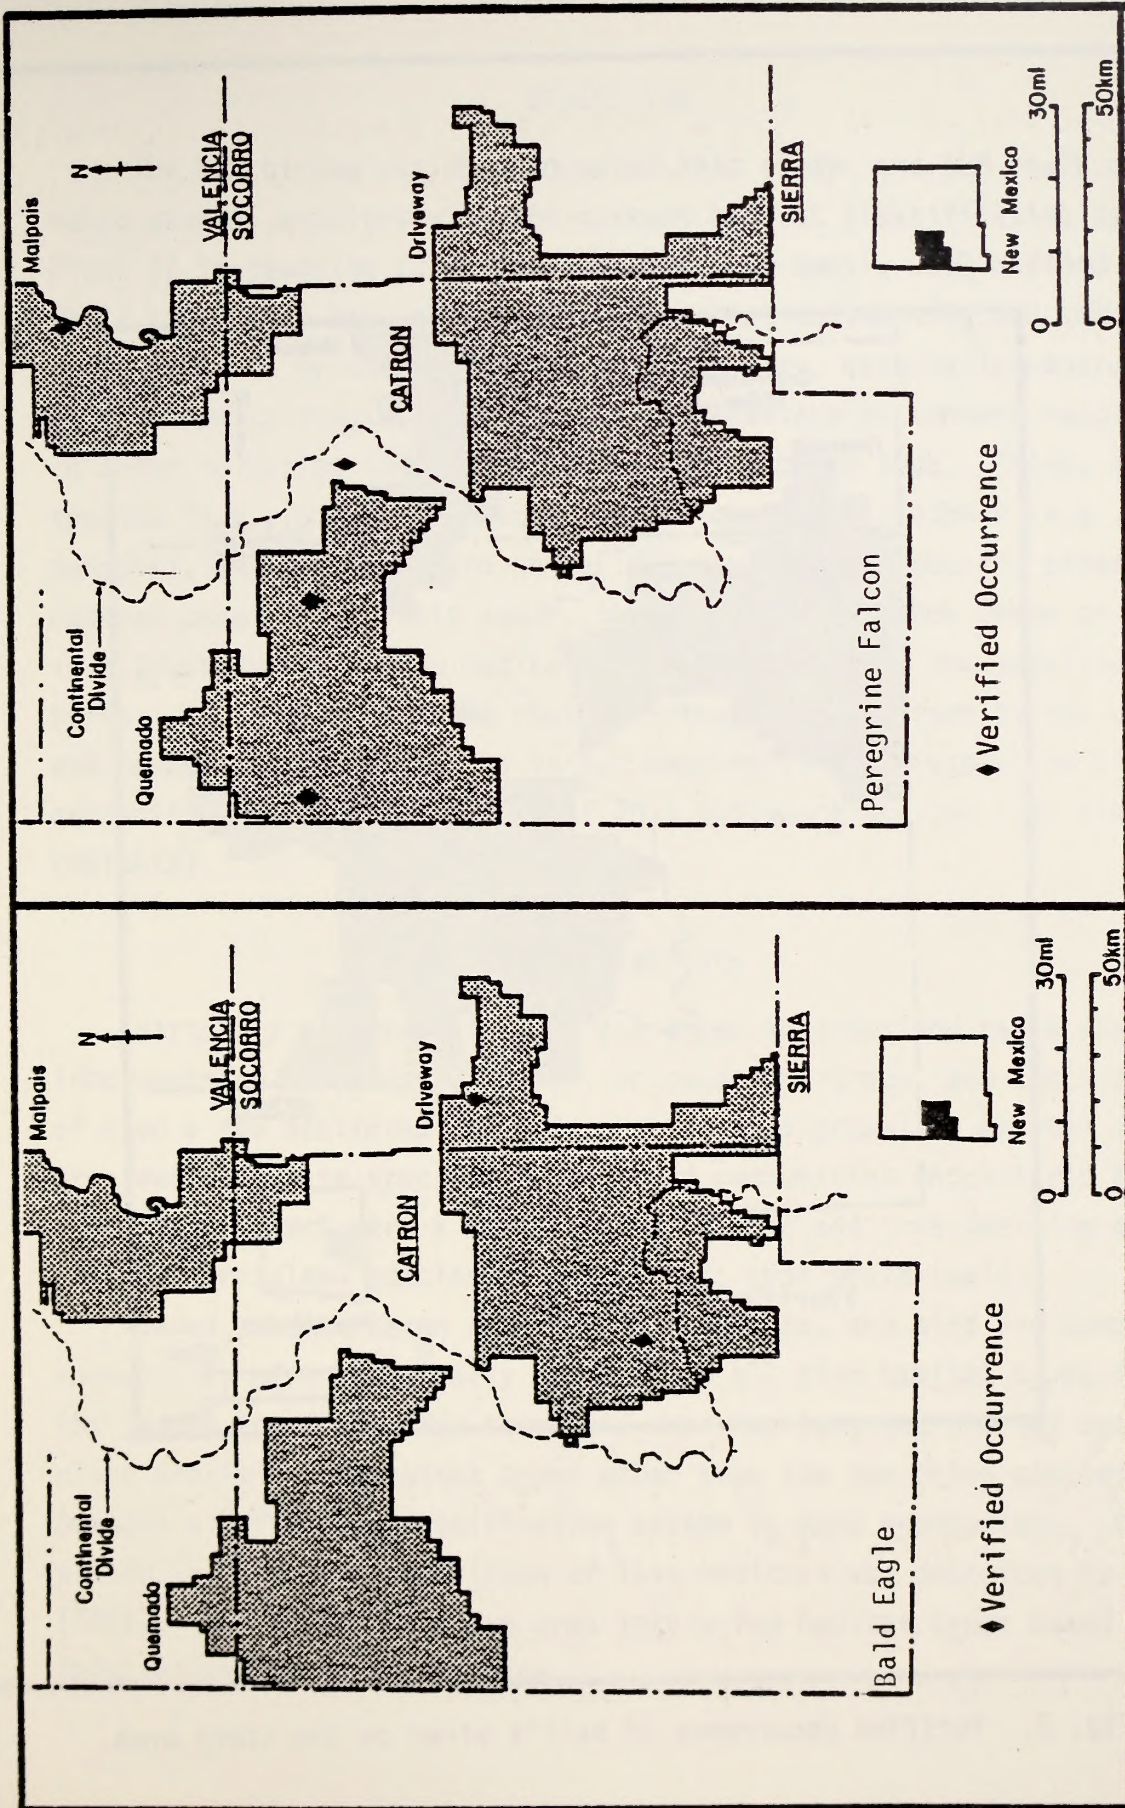 Malpais
N
VALENCIA
SOCORRO
Continental
Divide
Quemado
CATRON
Driveway
SIERRA
Peregrine Falcon
New Mexico
0 30mi
0 50km
♦ Verified Occurrence
Malpais
N
VALENCIA
SOCORRO
Continental
Divide
Quemado
CATRON
Driveway
SIERRA
Bald Eagle
New Mexico
0 30mi
0 50km
♦ Verified Occurrence